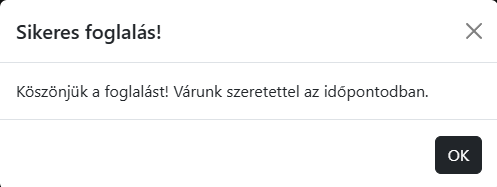 Sikeres foglalás!
Köszönjük a foglalást! Várunk szeretettel az időpontodban.
OK